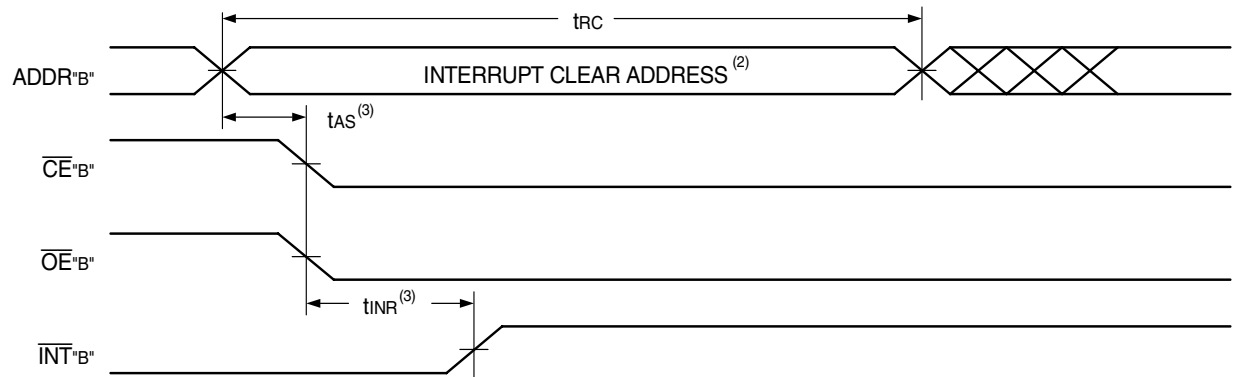 tRC
ADDR"B"
INTERRUPT CLEAR ADDRESS (2)
tAS(3)
CE"B"
OE"B"
tINR(3)
INT"B"